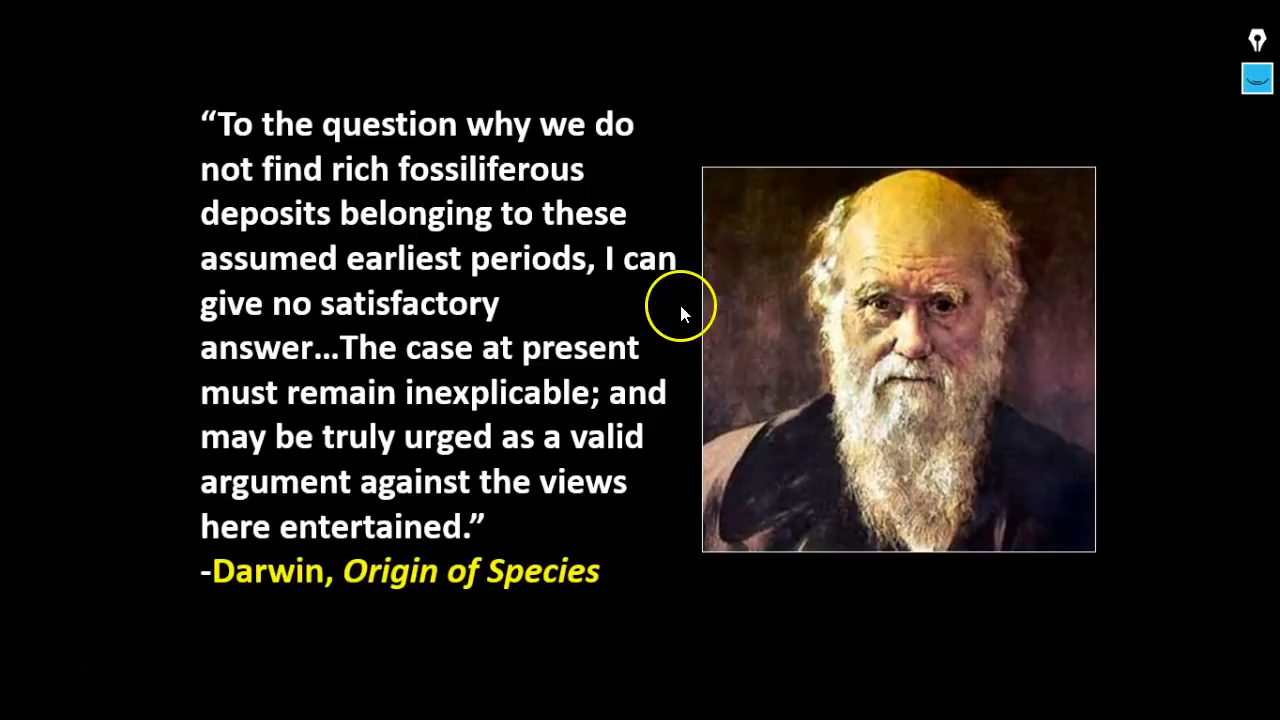 “To the question why we do
not find rich fossiliferous
deposits belonging to these
assumed earliest periods, I can
give no satisfactory
answer…The case at present
must remain inexplicable; and
may be truly urged as a valid
argument against the views
here entertained.”
-Darwin, Origin of Species